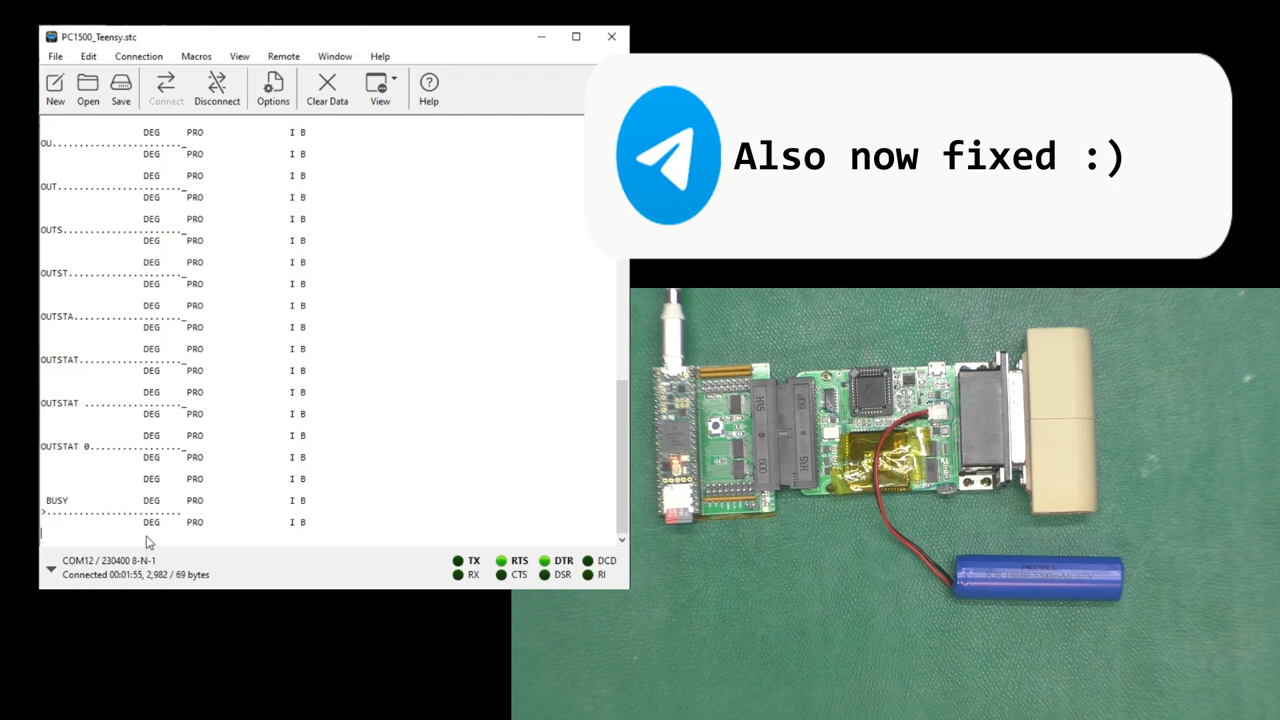 PC1500_Teensy.stc
File Edit Connection Macros View Remote Window Help
New Open Save Connect Disconnect Options Clear Data View Help
DEG PRO I B
OU......................_
DEG PRO I B
DEG PRO I B
OUT....................._
DEG PRO I B
DEG PRO I B
OUTS...................._
DEG PRO I B
DEG PRO I B
OUTST..................._
DEG PRO I B
DEG PRO I B
OUTSTA.................._
DEG PRO I B
DEG PRO I B
OUTSTAT................._
DEG PRO I B
DEG PRO I B
OUTSTAT ................_
DEG PRO I B
DEG PRO I B
OUTSTAT 0..............._
DEG PRO I B
DEG PRO I B
BUSY DEG PRO I B
>.......................
DEG PRO I B
COM12 / 230400 8-N-1
Connected 00:01:55, 2,982 / 69 bytes
TX RTS DTR DCD
RX CTS DSR RI
Also now fixed :)
PKCELL